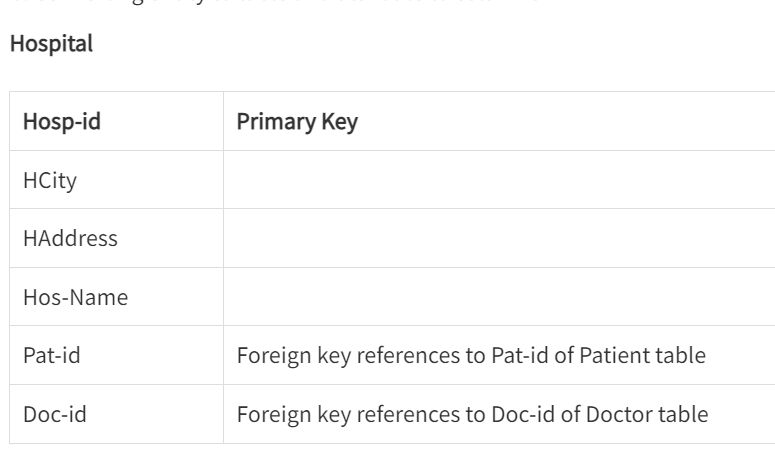 Hospital
Hosp-id Primary Key
HCity
HAddress
Hos-Name
Pat-id Foreign key references to Pat-id of Patient table
Doc-id Foreign key references to Doc-id of Doctor table